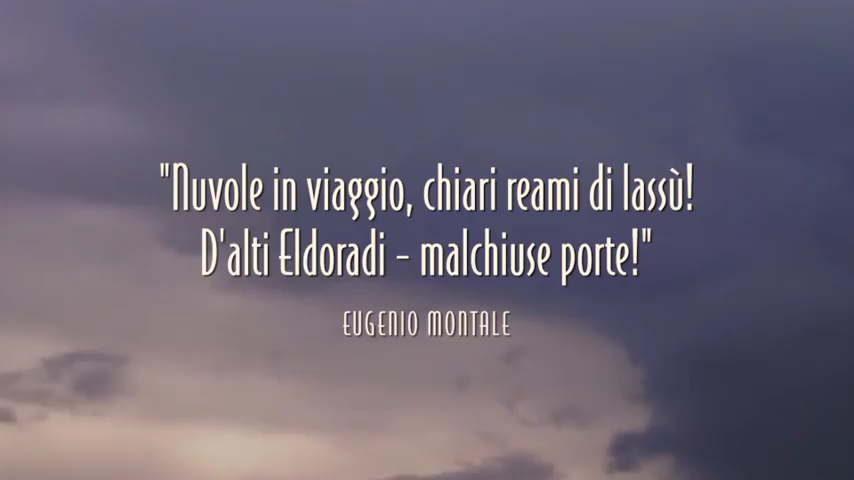 "Nuvole in viaggio, chiari reami di lassù!
D'alti Eldoradi - malchiuse porte!"
EUGENIO MONTALE